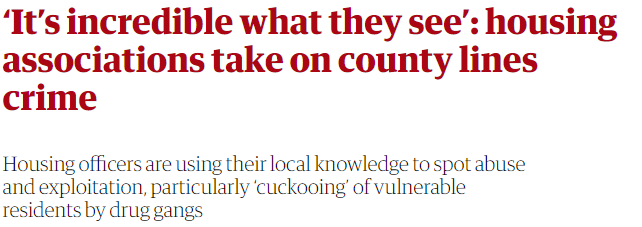 ‘It’s incredible what they see’: housing
associations take on county lines
crime
Housing officers are using their local knowledge to spot abuse
and exploitation, particularly ‘cuckooing’ of vulnerable
residents by drug gangs